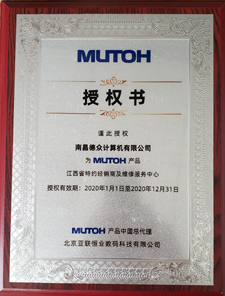 MUTOH
授权书
谨此授权
南昌德众计算机有限公司
为 MUTOH 产品
江西省特约经销商及维修服务中心
授权有效期：2020年1月1日至2020年12月31日
MUTOH 产品中国总代理
北京亚联恒业数码科技有限公司